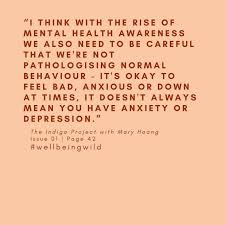 “I THINK WITH THE RISE OF
MENTAL HEALTH AWARENESS
WE ALSO NEED TO BE CAREFUL
THAT WE'RE NOT
PATHOLOGISING NORMAL
BEHAVIOUR - IT'S OKAY TO
FEEL BAD, ANXIOUS OR DOWN
AT TIMES, IT DOESN'T ALWAYS
MEAN YOU HAVE ANXIETY OR
DEPRESSION.”
The Indigo Project with Mary Hoang
Issue 01 | Page 42
#wellbeingwild